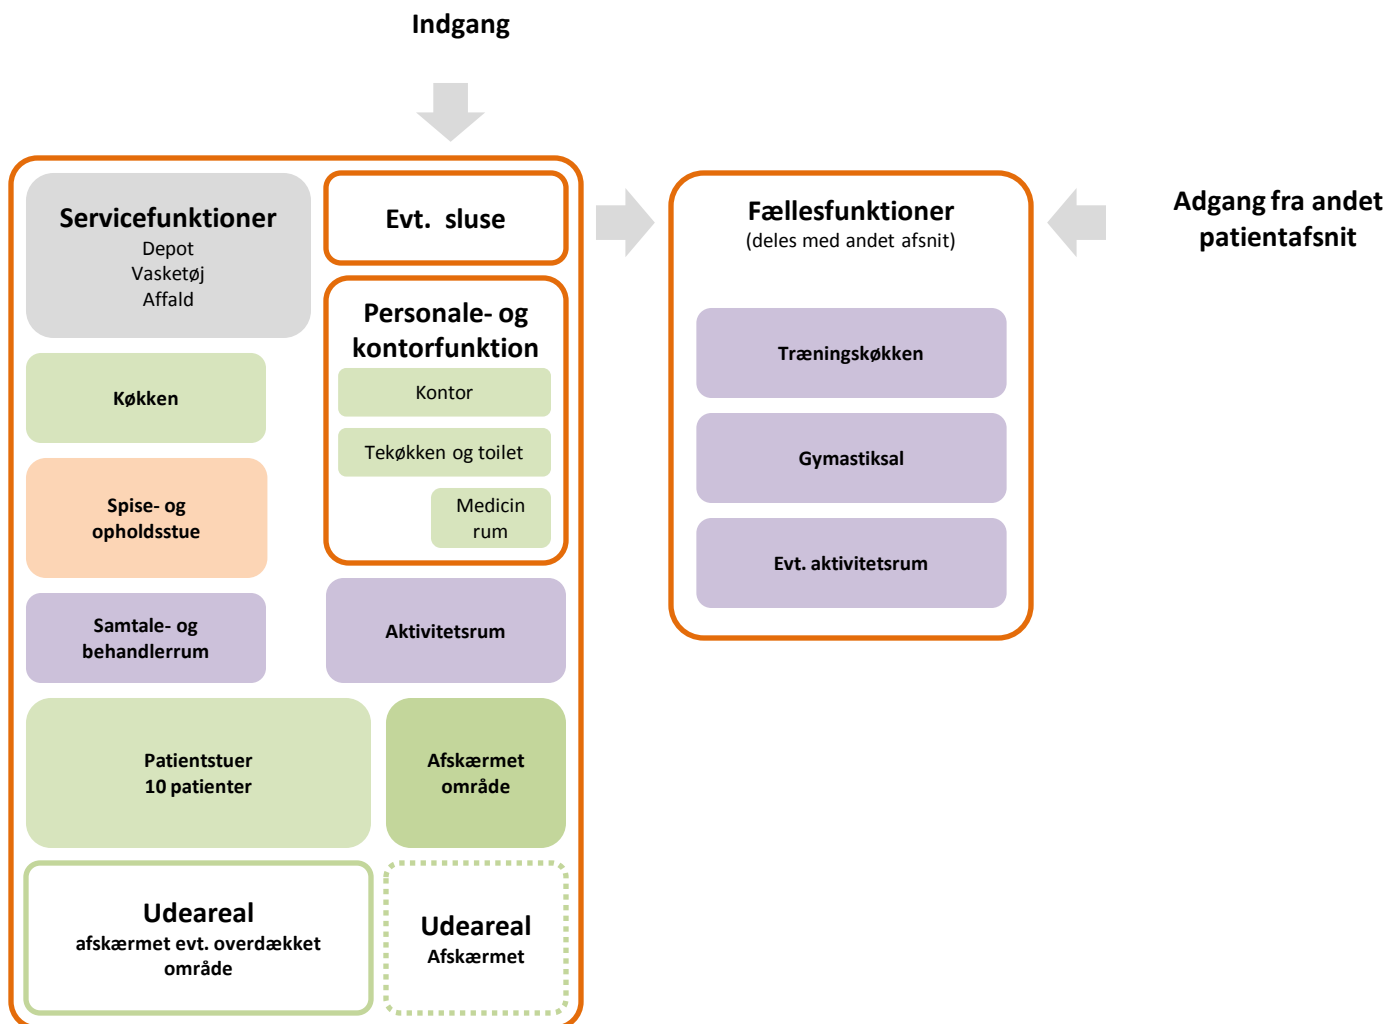 Indgang
Servicefunktioner
Depot
Vasketøj
Affald
Evt. sluse
Personale- og
kontorfunktion
Kontor
Tekøkken og toilet
Medicin
rum
Køkken
Spise- og
opholdsstue
Samtale- og
behandlerrum
Aktivitetsrum
Patientstuer
10 patienter
Afskærmet
område
Udeareal
afskærmet evt. overdækket
område
Udeareal
Afskærmet
Fællesfunktioner
(deles med andet afsnit)
Træningskøkken
Gymastiksal
Evt. aktivitetsrum
Adgang fra andet
patientafsnit